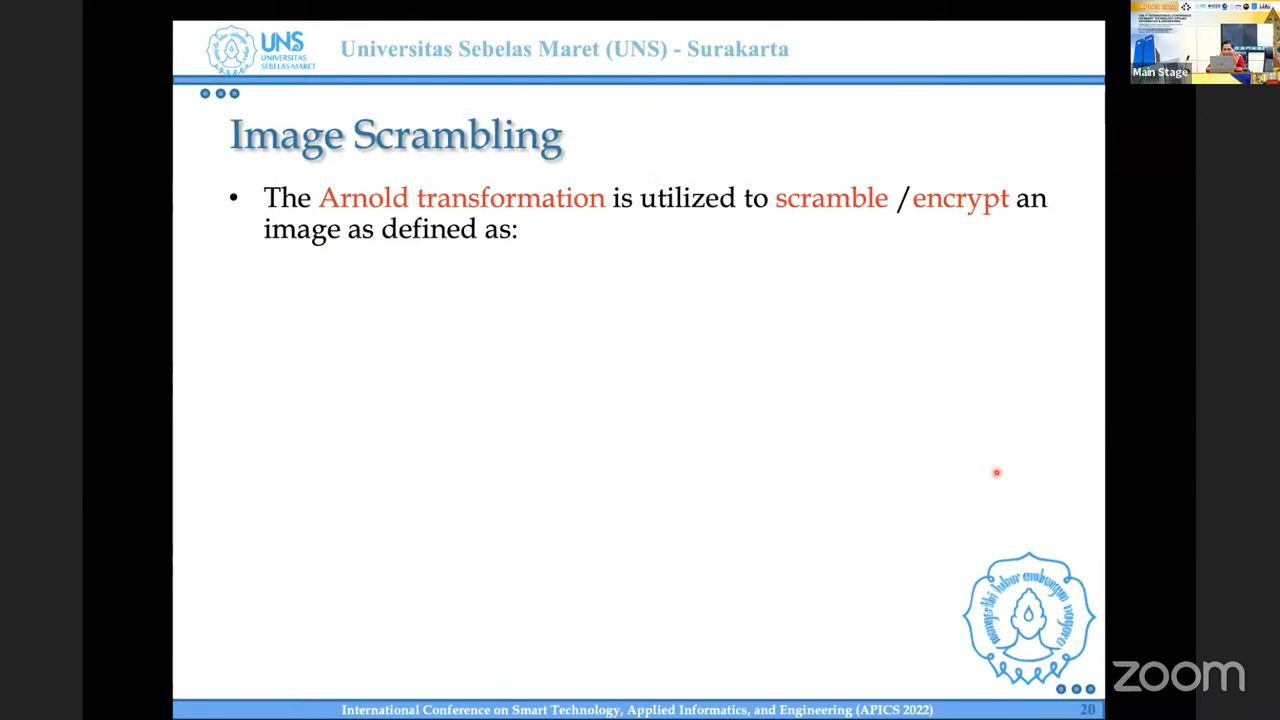 UNS
UNIVERSITAS
SEBELAS MARET
Universitas Sebelas Maret (UNS) - Surakarta
Main Stage
Image Scrambling
• The Arnold transformation is utilized to scramble /encrypt an
image as defined as:
zoom
International Conference on Smart Technology, Applied Informatics, and Engineering (APICS 2022)
20